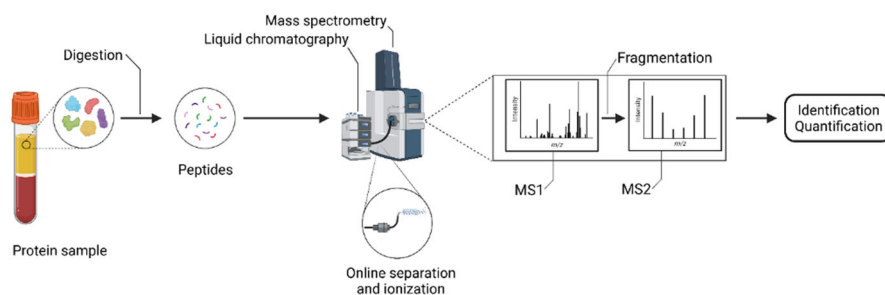 Mass spectrometry
Liquid chromatography
Digestion
Fragmentation
Intensity
m/z
Intensity
m/z
Identification
Quantification
Peptides
MS1
MS2
Protein sample
Online separation
and ionization